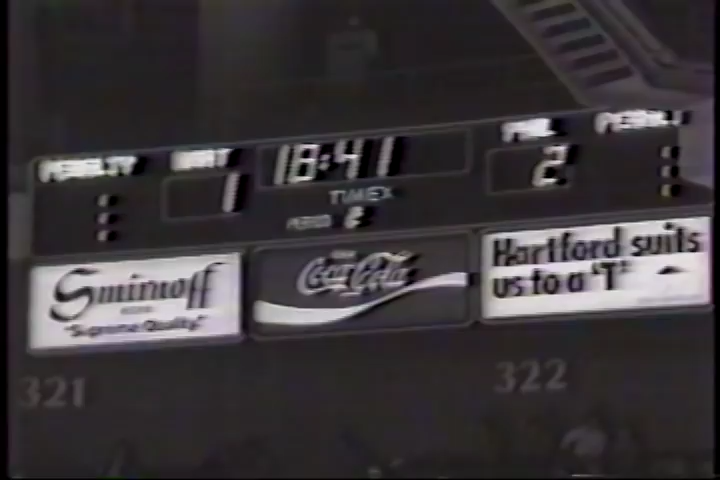 PENALTY HART 18:41 PHIL PENALTY
1 2
TIMEX
PERIOD 2
Smirnoff
"Supreme Quality"
Coca-Cola
Hartford suits
us to a 'T'
321
322